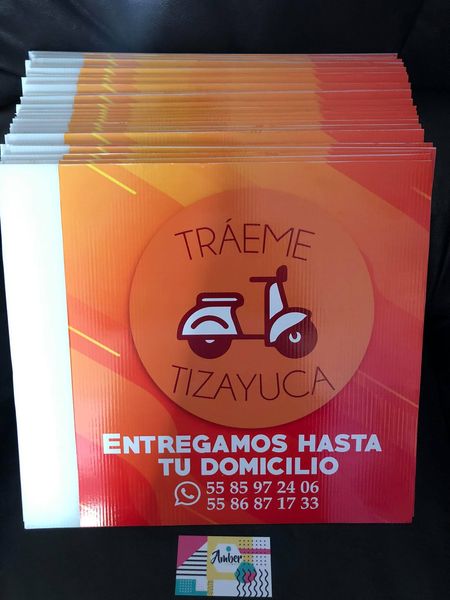 TRÁEME
TIZAYUCA
ENTREGAMOS HASTA
TU DOMICILIO
55 85 97 24 06
55 86 87 17 33
Amber